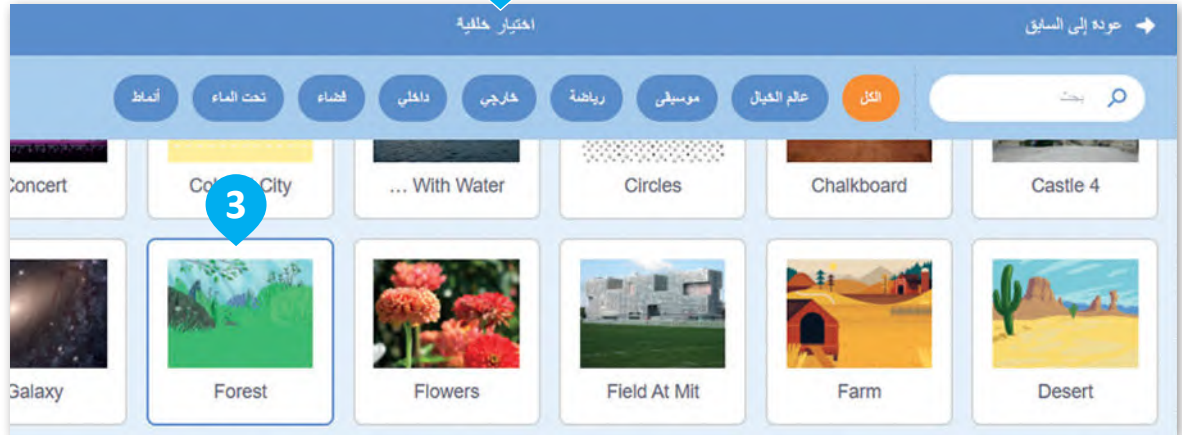 عودة إلى السابق
اختيار خلفية
بحث
الكل
عالم الخيال
موسيقى
رياضة
خارجي
داخلي
فضاء
تحت الماء
أنماط
Castle 4
Chalkboard
Circles
... With Water
City
Concert
3
Desert
Farm
Field At Mit
Flowers
Forest
Galaxy